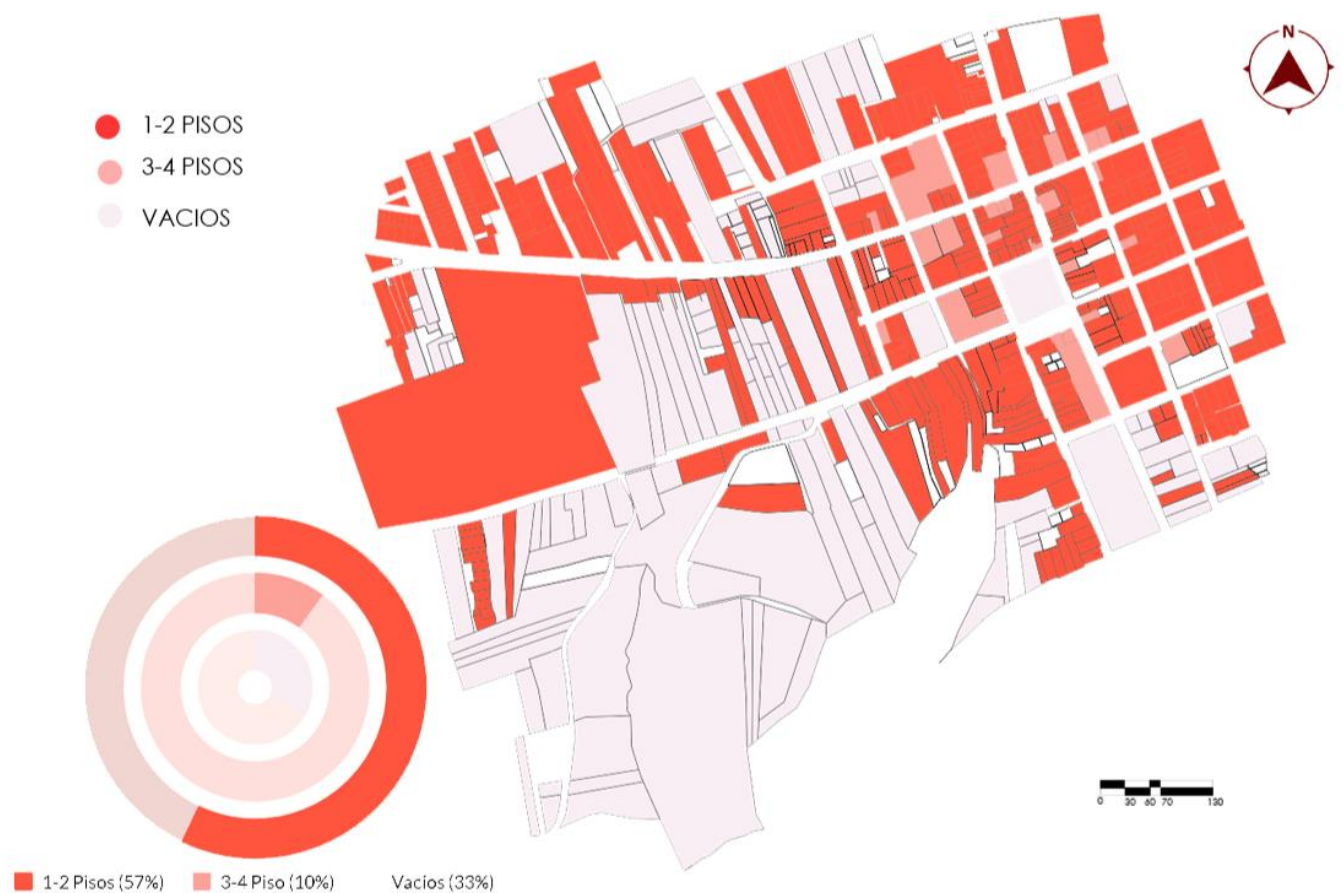 N
1-2 PISOS
3-4 PISOS
VACIOS
0 30 60 70 130
1-2 Pisos (57%) 3-4 Piso (10%) Vacios (33%)